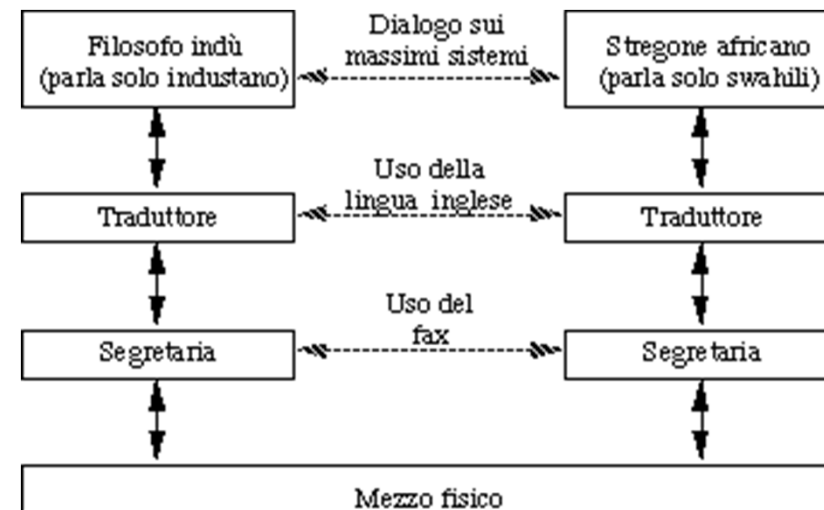 Filosofo indù
(parla solo industano)
Dialogo sui
massimi sistemi
Stregone africano
(parla solo swahili)
Traduttore
Uso della
lingua inglese
Traduttore
Segretaria
Uso del
fax
Segretaria
Mezzo fisico